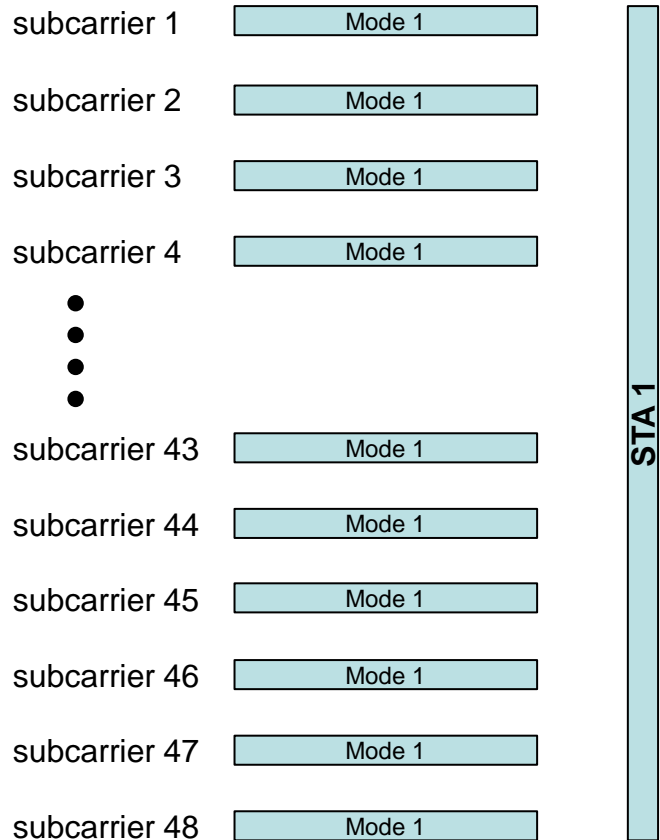 subcarrier 1 Mode 1
subcarrier 2 Mode 1
subcarrier 3 Mode 1
subcarrier 4 Mode 1
subcarrier 43 Mode 1
subcarrier 44 Mode 1
subcarrier 45 Mode 1
subcarrier 46 Mode 1
subcarrier 47 Mode 1
subcarrier 48 Mode 1
STA 1